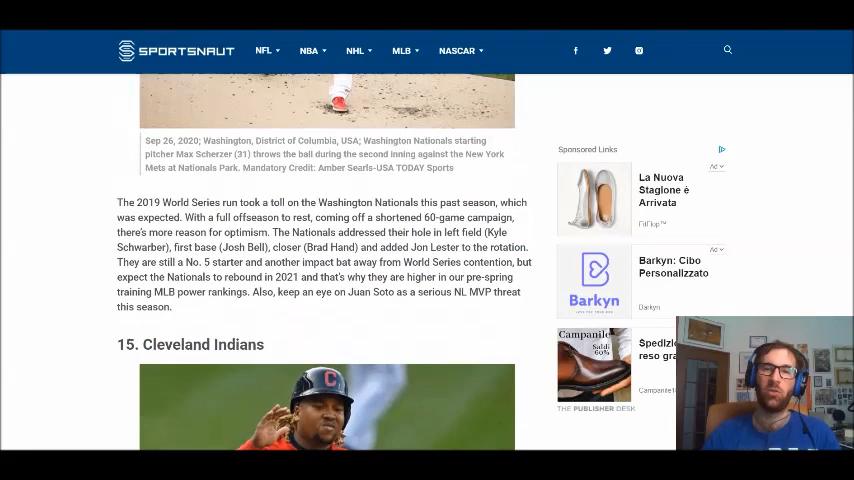 SPORTSNAUT
NFL
NBA
NHL
MLB
NASCAR
Sep 26, 2020; Washington, District of Columbia, USA; Washington Nationals starting
pitcher Max Scherzer (31) throws the ball during the second inning against the New York
Mets at Nationals Park. Mandatory Credit: Amber Searls-USA TODAY Sports
The 2019 World Series run took a toll on the Washington Nationals this past season, which
was expected. With a full offseason to rest, coming off a shortened 60-game campaign,
there's more reason for optimism. The Nationals addressed their hole in left field (Kyle
Schwarber), first base (Josh Bell), closer (Brad Hand) and added Jon Lester to the rotation.
They are still a No. 5 starter and another impact bat away from World Series contention, but
expect the Nationals to rebound in 2021 and that's why they are higher in our pre-spring
training MLB power rankings. Also, keep an eye on Juan Soto as a serious NL MVP threat
this season.
15. Cleveland Indians
C
Sponsored Links
Ad
La Nuova
Stagione è
Arrivata
FitFlop™
Ad
Barkyn: Cibo
Personalizzato
Barkyn
Barkyn
Campanile
Saldi
60%
Spedizio
reso gra
Campanile1
THE PUBLISHER DESK